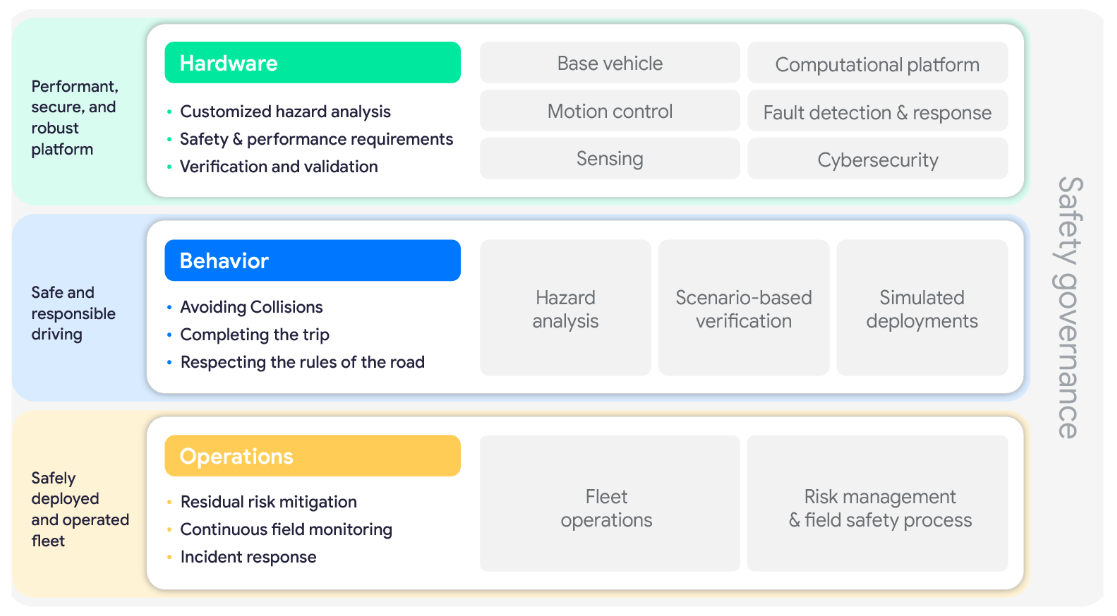 Performant,
secure, and
robust
platform
Hardware
• Customized hazard analysis
• Safety & performance requirements
• Verification and validation
Base vehicle
Computational platform
Motion control
Fault detection & response
Sensing
Cybersecurity
Safe and
responsible
driving
Behavior
• Avoiding Collisions
• Completing the trip
• Respecting the rules of the road
Hazard
analysis
Scenario-based
verification
Simulated
deployments
Safely
deployed
and operated
fleet
Operations
• Residual risk mitigation
• Continuous field monitoring
• Incident response
Fleet
operations
Risk management
& field safety process
Safety governance